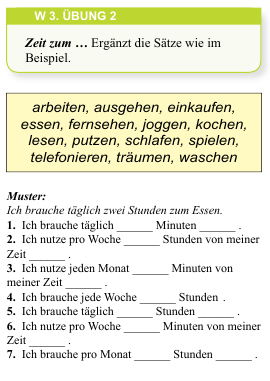 W 3. ÜBUNG 2
Zeit zum … Ergänzt die Sätze wie im
Beispiel.
arbeiten, ausgehen, einkaufen,
essen, fernsehen, joggen, kochen,
lesen, putzen, schlafen, spielen,
telefonieren, träumen, waschen
Muster:
Ich brauche täglich zwei Stunden zum Essen.
1. Ich brauche täglich ______ Minuten ______ .
2. Ich nutze pro Woche ______ Stunden von meiner
Zeit ______ .
3. Ich nutze jeden Monat ______ Minuten von
meiner Zeit ______ .
4. Ich brauche jede Woche ______ Stunden .
5. Ich brauche täglich ______ Stunden ______ .
6. Ich nutze pro Woche ______ Minuten von meiner
Zeit ______ .
7. Ich brauche pro Monat ______ Stunden ______ .